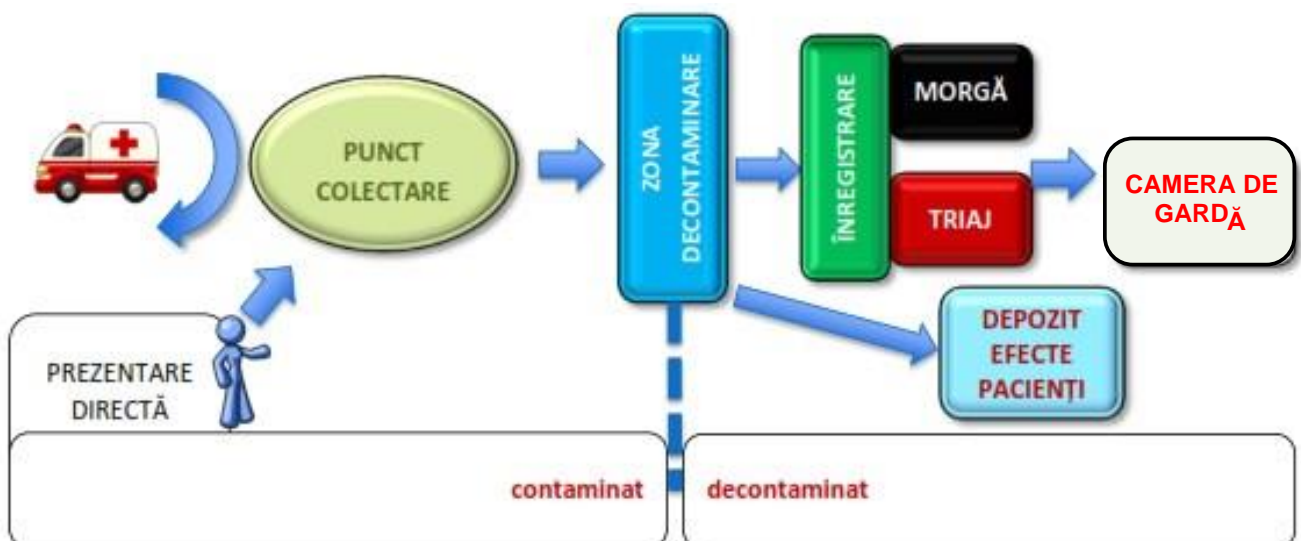 PUNCT
COLECTARE
ZONA
DECONTAMINARE
ÎNREGISTRARE
MORGĂ
TRIAJ
CAMERA DE
GARDĂ
DEPOZIT
EFECTE
PACIENȚI
PREZENTARE
DIRECTĂ
contaminat
decontaminat